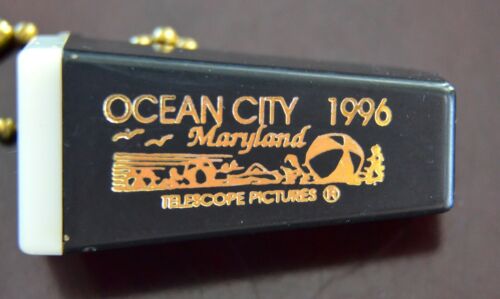 OCEAN CITY 1996
Maryland
TELESCOPE PICTURES ®